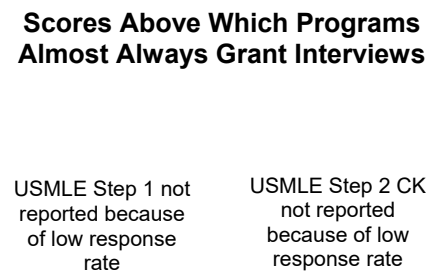 Scores Above Which Programs
Almost Always Grant Interviews
USMLE Step 1 not
reported because
of low response
rate
USMLE Step 2 CK
not reported
because of low
response rate